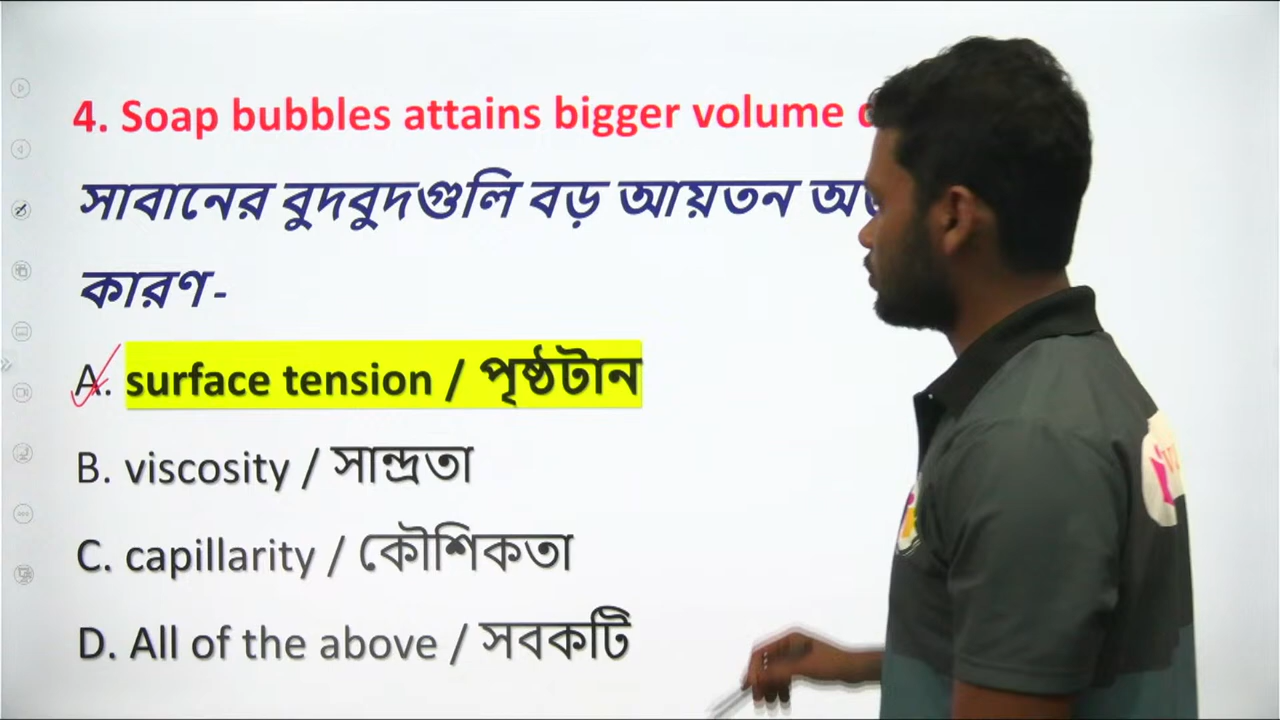 4. Soap bubbles attains bigger volume
সাবানের বুদবুদগুলি বড় আয়তন
কারণ-
A. surface tension / পৃষ্ঠটান
B. viscosity / সান্দ্রতা
C. capillarity / কৌশিকতা
D. All of the above / সবকটি